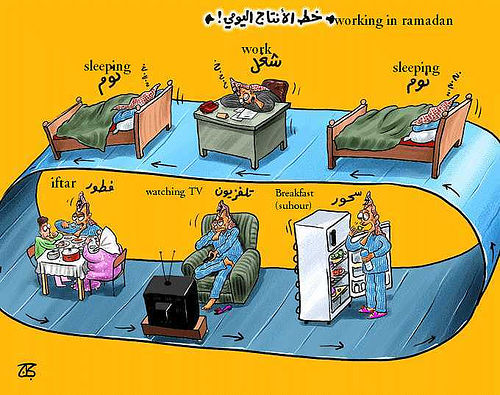 خط الأنتاج اليومي!
working in ramadan
sleeping
نوم
work
شغل
sleeping
نوم
iftar
فطور
watching TV
تلفزيون
Breakfast
(suhour)
سحور